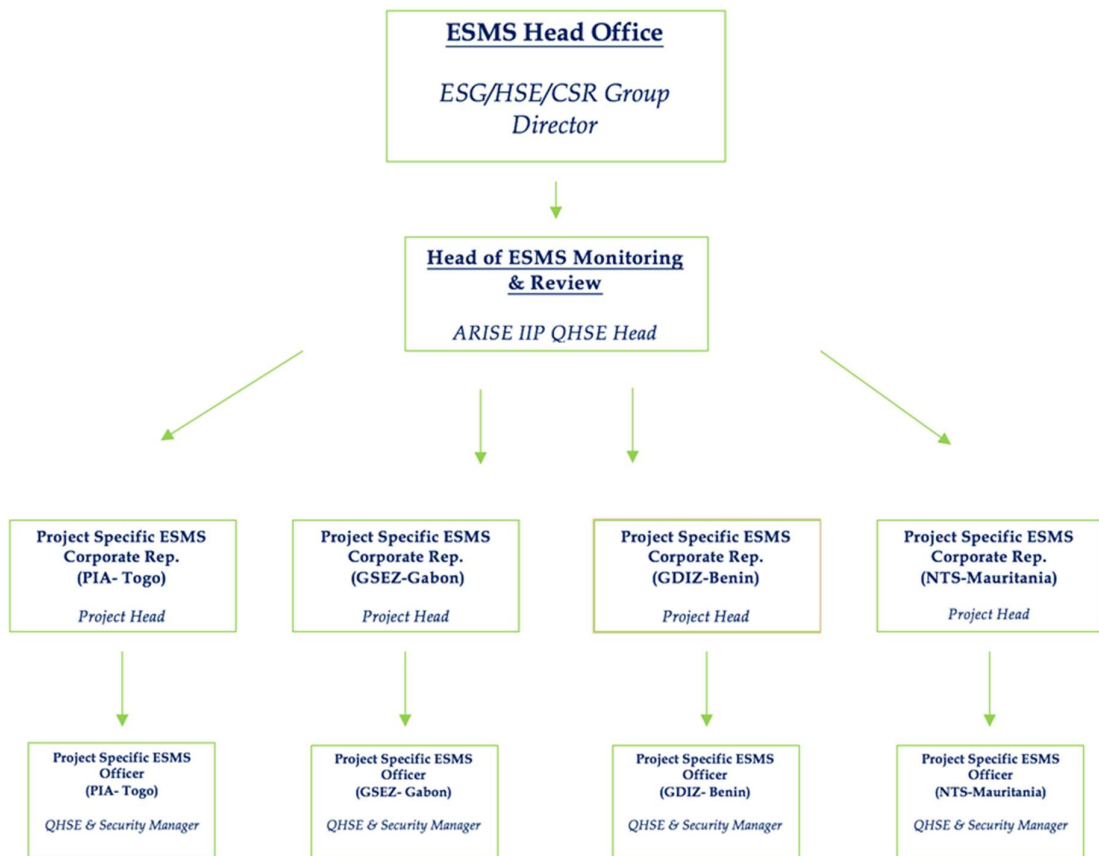 ESMS Head Office
ESG/HSE/CSR Group
Director
Head of ESMS Monitoring
& Review
ARISE IIP QHSE Head
Project Specific ESMS
Corporate Rep.
(PIA- Togo)
Project Head
Project Specific ESMS
Corporate Rep.
(GSEZ-Gabon)
Project Head
Project Specific ESMS
Corporate Rep.
(GDIZ-Benin)
Project Head
Project Specific ESMS
Corporate Rep.
(NTS-Mauritania)
Project Head
Project Specific ESMS
Officer
(PIA- Togo)
QHSE & Security Manager
Project Specific ESMS
Officer
(GSEZ- Gabon)
QHSE & Security Manager
Project Specific ESMS
Officer
(GDIZ- Benin)
QHSE & Security Manager
Project Specific ESMS
Officer
(NTS-Mauritania)
QHSE & Security Manager